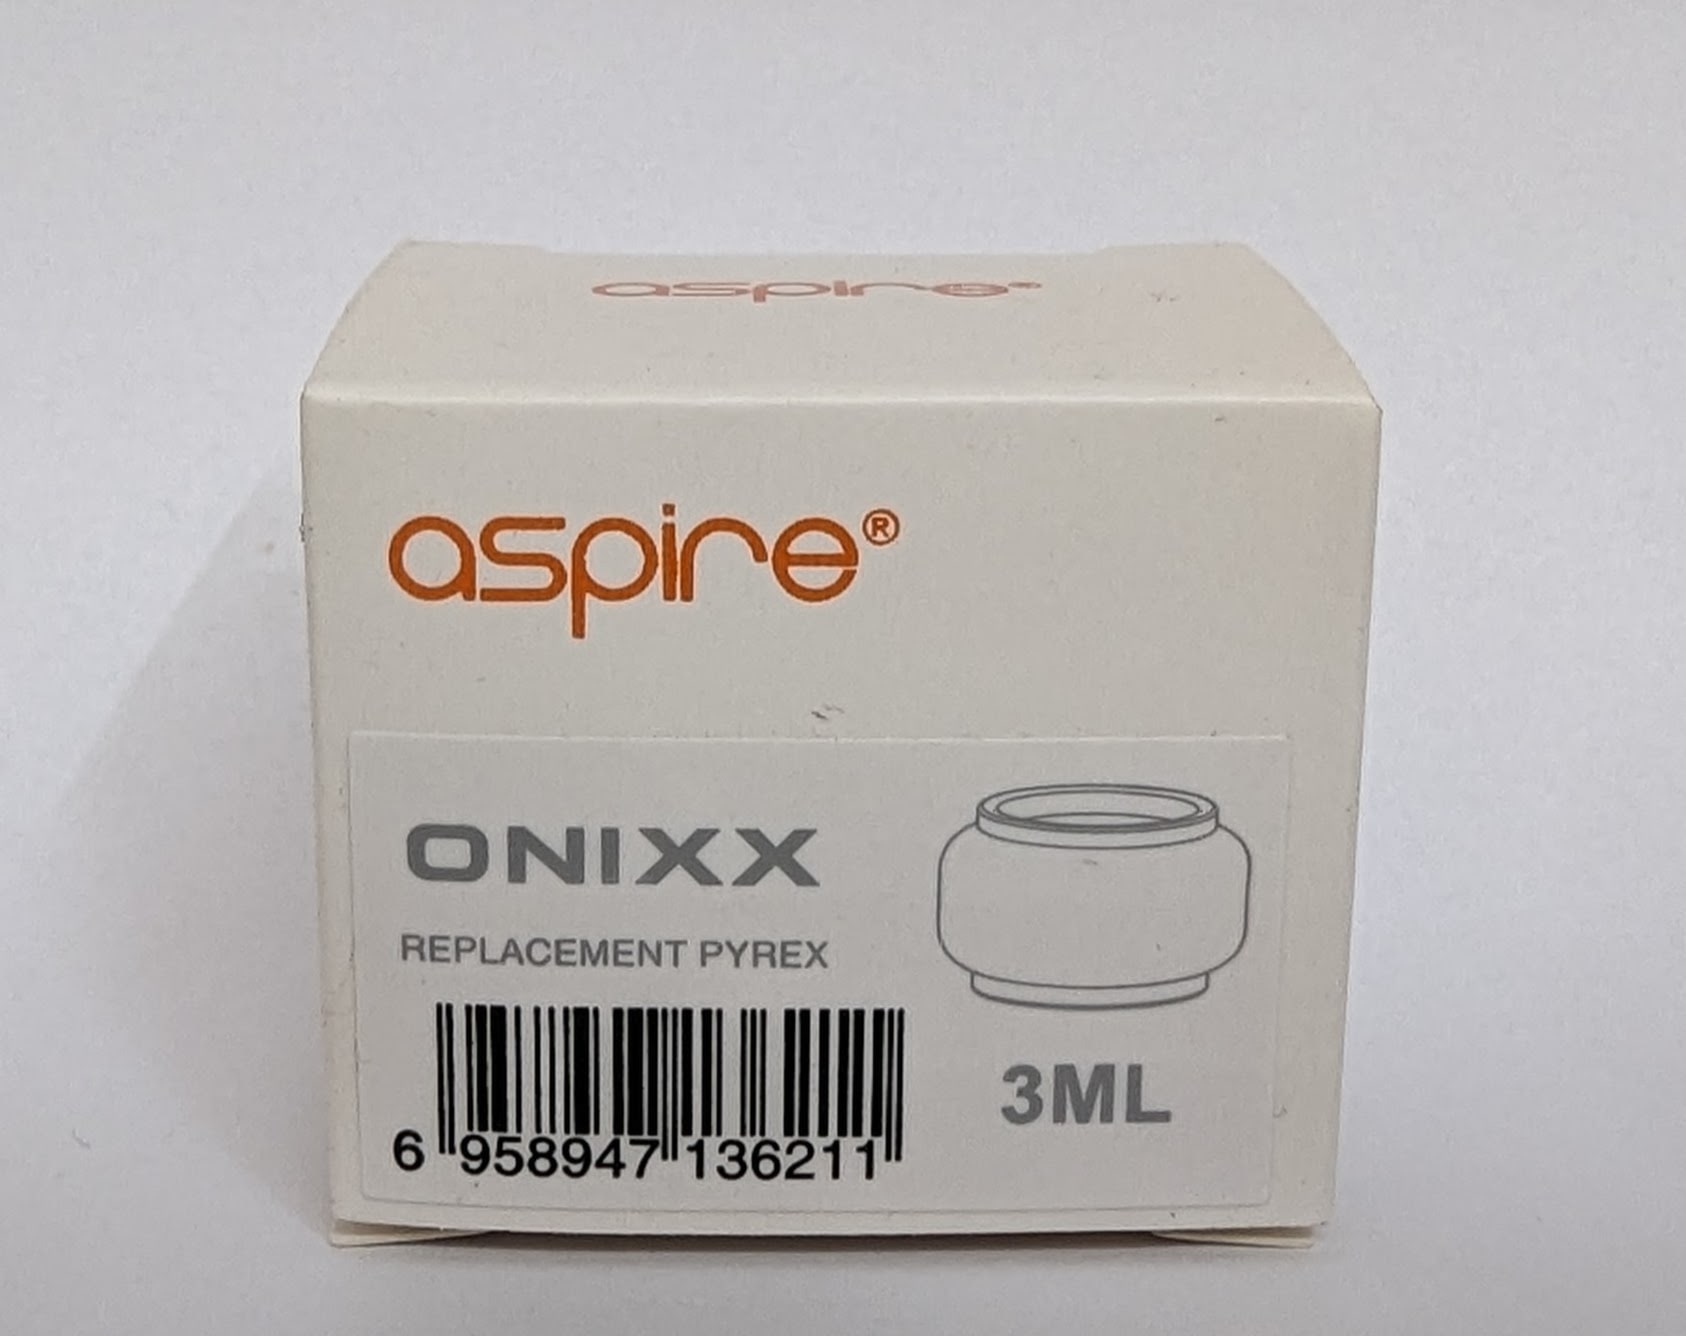 aspire®
aspire®
ONIXX
REPLACEMENT PYREX
3ML
6 958947 136211